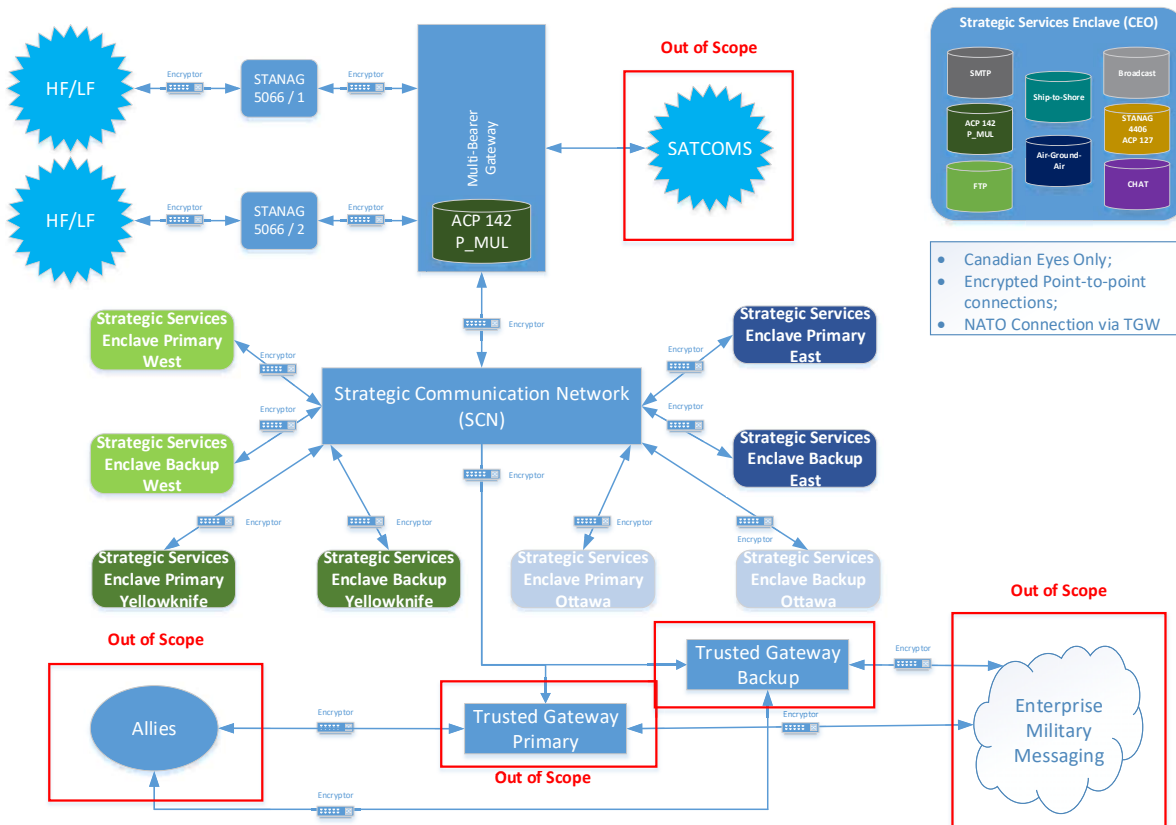 Out of Scope
Strategic Services Enclave (CEO)
SMTP
Broadcast
Ship-to-Shore
ACP 142
P_MUL
STANAG
4406
ACP 127
Air-Ground-
Air
FTP
CHAT
HF/LF
Encryptor
STANAG
5066 / 1
Encryptor
Multi-Bearer
Gateway
SATCOMS
HF/LF
Encryptor
STANAG
5066 / 2
Encryptor
ACP 142
P_MUL
• Canadian Eyes Only;
• Encrypted Point-to-point
connections;
• NATO Connection via TGW
Encryptor
Strategic Services
Enclave Primary
West
Encryptor
Strategic Services
Enclave Primary
East
Encryptor
Strategic Communication Network
(SCN)
Strategic Services
Enclave Backup
West
Encryptor
Strategic Services
Enclave Backup
East
Encryptor
Encryptor
Encryptor
Encryptor
Encryptor
Encryptor
Strategic Services
Enclave Primary
Yellowknife
Strategic Services
Enclave Backup
Yellowknife
Strategic Services
Enclave Primary
Ottawa
Strategic Services
Enclave Backup
Ottawa
Out of Scope
Out of Scope
Out of Scope
Trusted Gateway
Backup
Encryptor
Allies
Encryptor
Trusted Gateway
Primary
Encryptor
Enterprise
Military
Messaging
Out of Scope
Encryptor